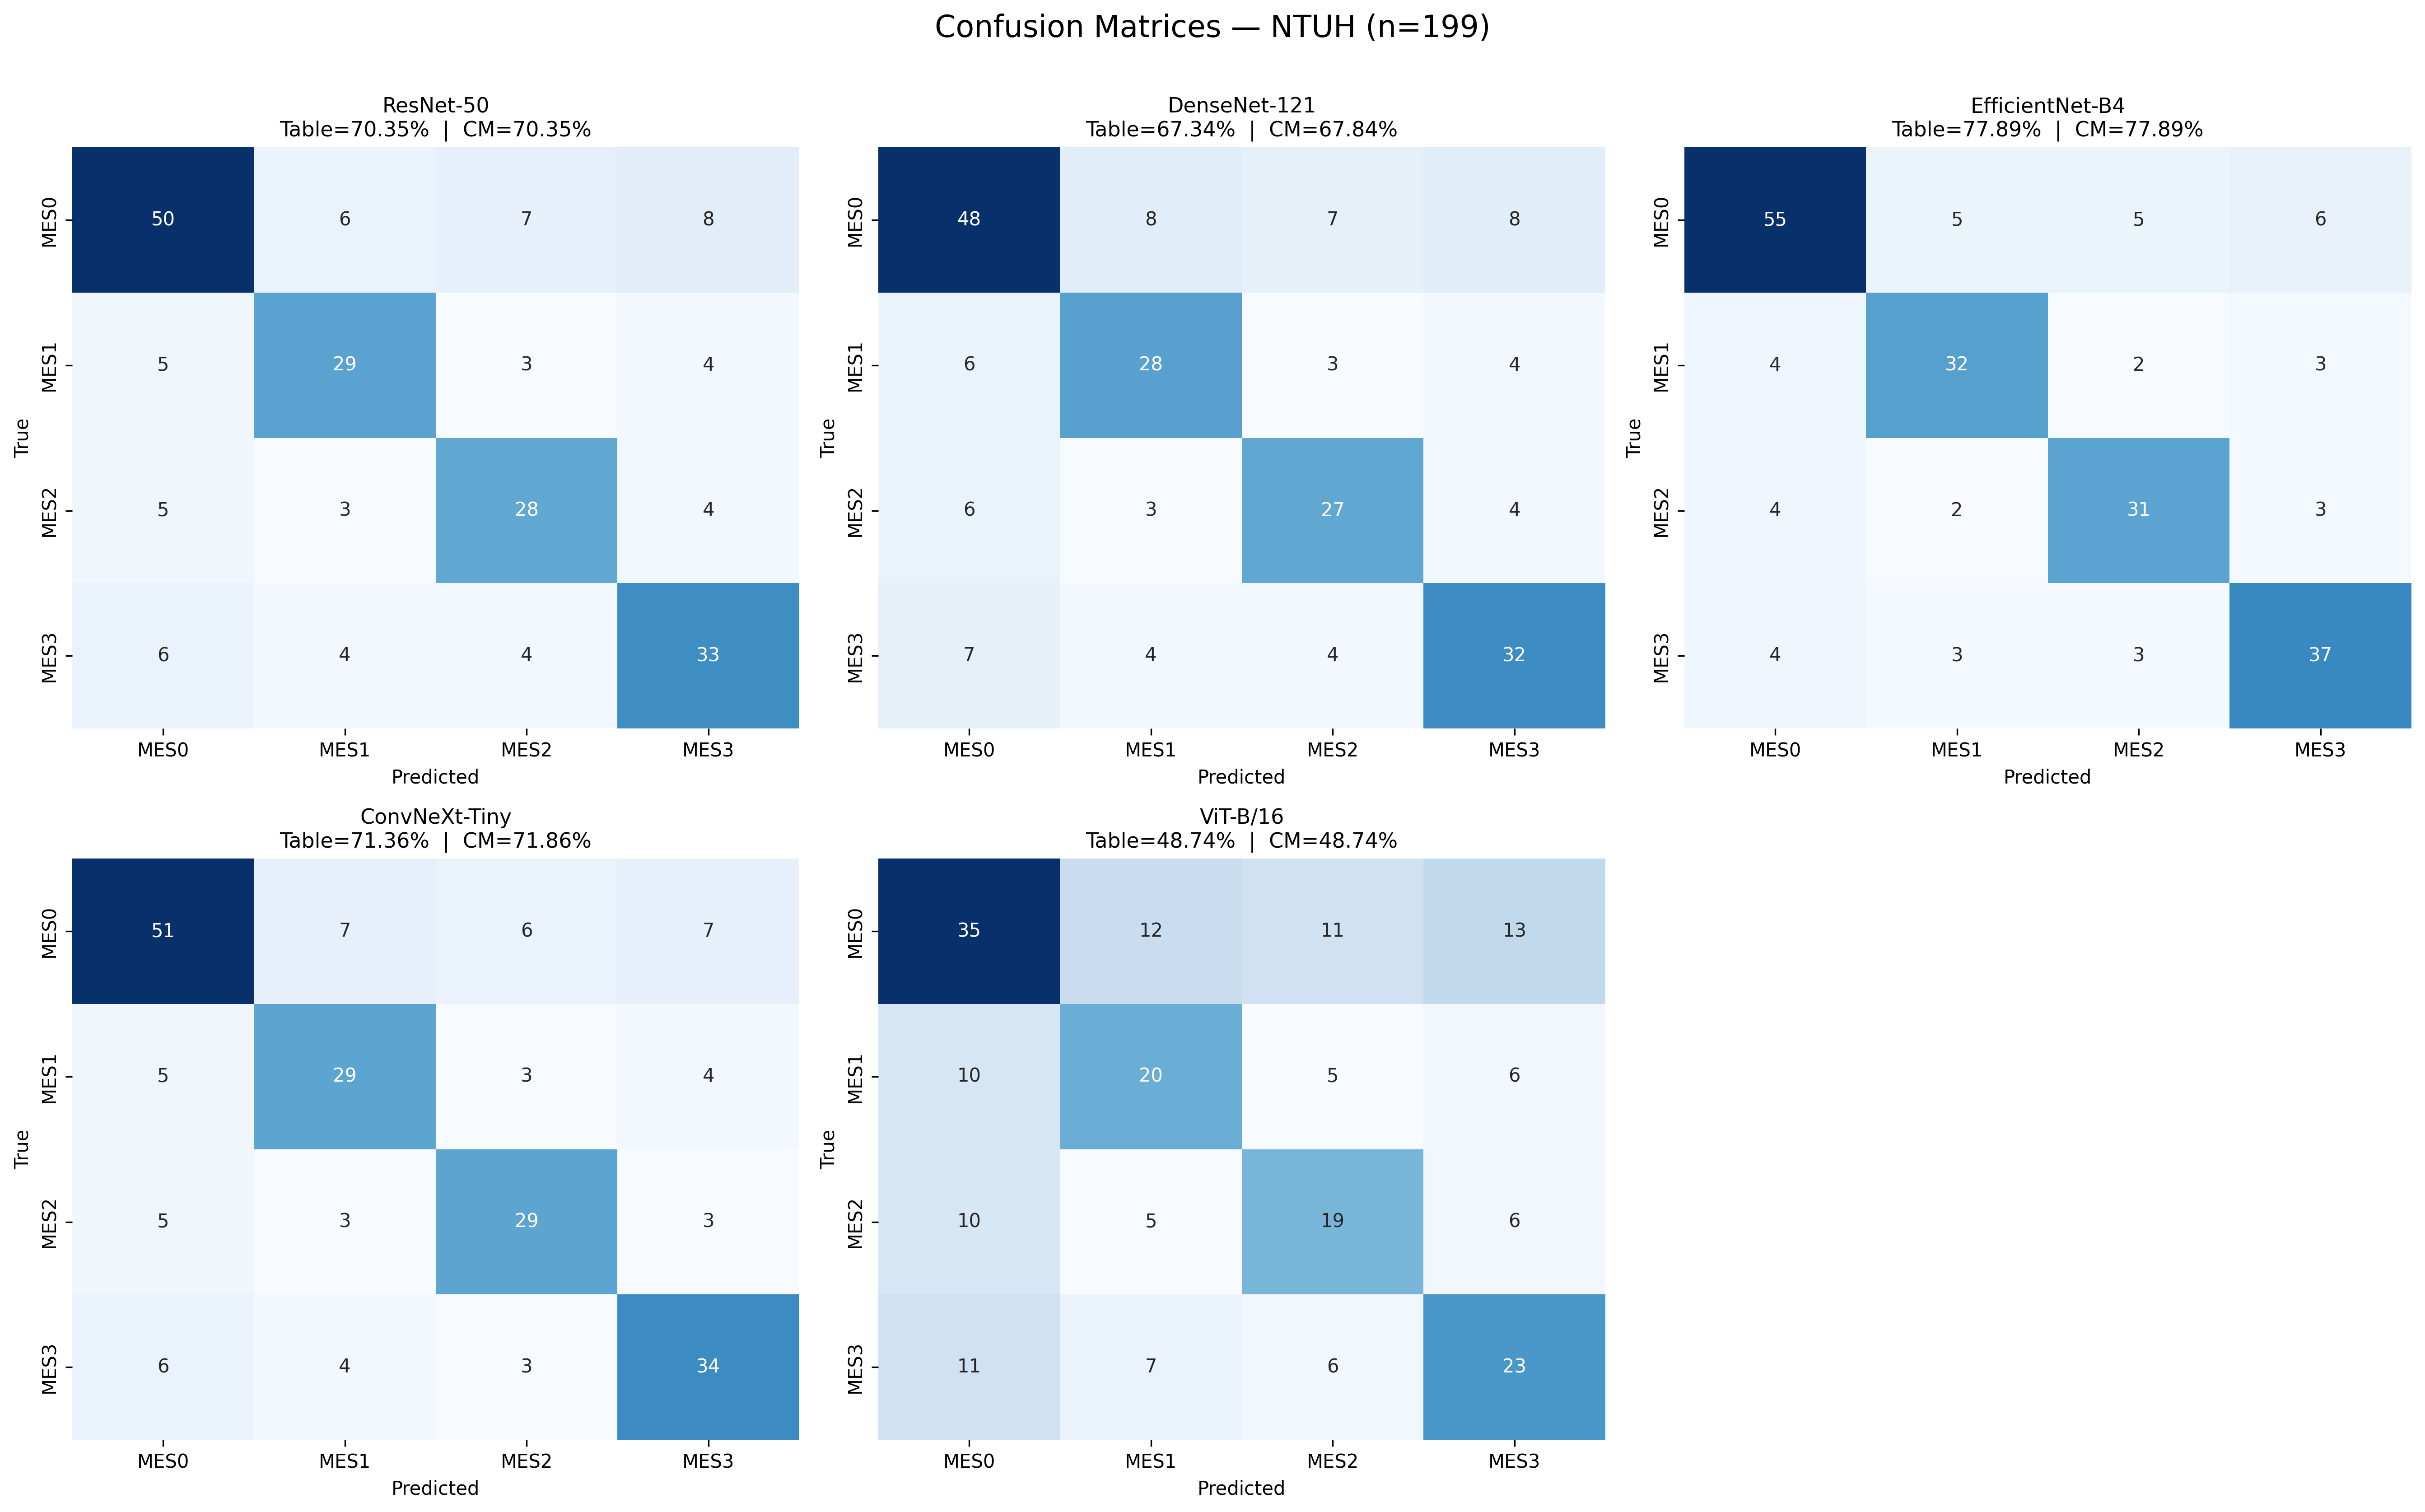 Confusion Matrices — NTUH (n=199)
ResNet-50
Table=70.35% | CM=70.35%
True
MES0 50 6 7 8
MES1 5 29 3 4
MES2 5 3 28 4
MES3 6 4 4 33
MES0 MES1 MES2 MES3
Predicted
DenseNet-121
Table=67.34% | CM=67.84%
True
MES0 48 8 7 8
MES1 6 28 3 4
MES2 6 3 27 4
MES3 7 4 4 32
MES0 MES1 MES2 MES3
Predicted
EfficientNet-B4
Table=77.89% | CM=77.89%
True
MES0 55 5 5 6
MES1 4 32 2 3
MES2 4 2 31 3
MES3 4 3 3 37
MES0 MES1 MES2 MES3
Predicted
ConvNeXt-Tiny
Table=71.36% | CM=71.86%
True
MES0 51 7 6 7
MES1 5 29 3 4
MES2 5 3 29 3
MES3 6 4 3 34
MES0 MES1 MES2 MES3
Predicted
ViT-B/16
Table=48.74% | CM=48.74%
True
MES0 35 12 11 13
MES1 10 20 5 6
MES2 10 5 19 6
MES3 11 7 6 23
MES0 MES1 MES2 MES3
Predicted